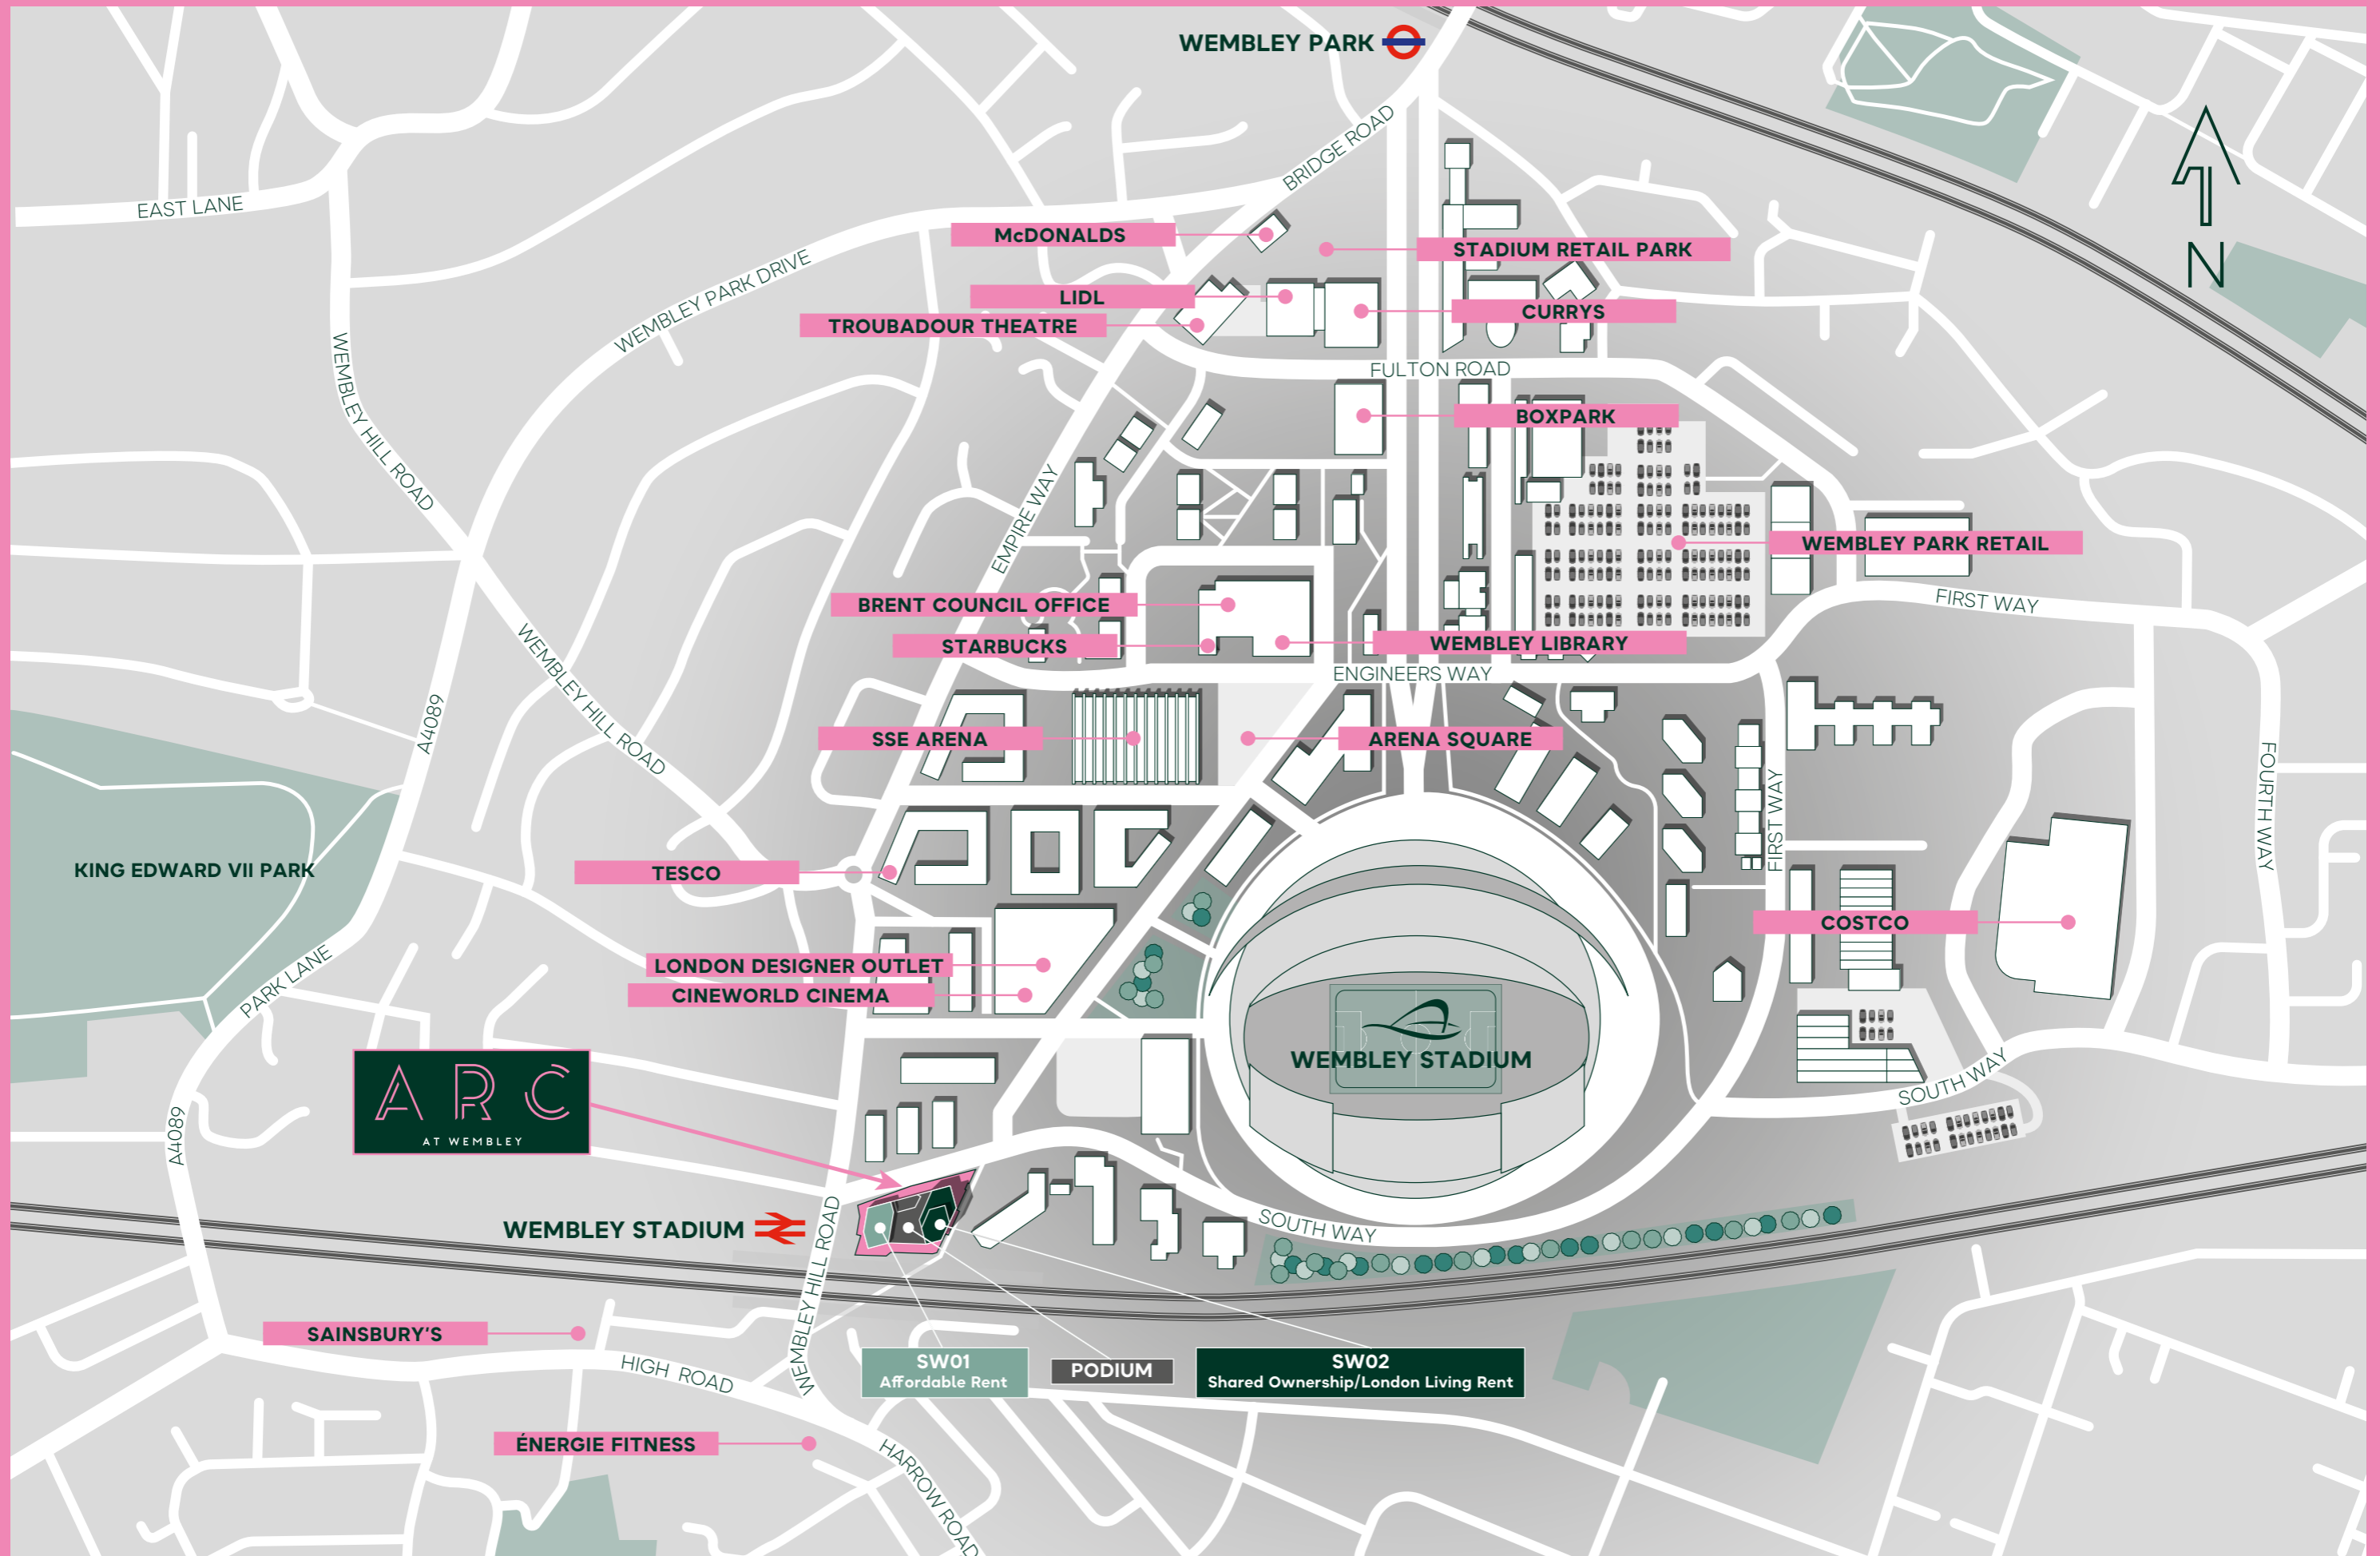 WEMBLEY PARK
BRIDGE ROAD
EAST LANE
McDONALDS
STADIUM RETAIL PARK
N
WEMBLEY PARK DRIVE
LIDL
CURRYS
TROUBADOUR THEATRE
WEMBLEY HILL ROAD
FULTON ROAD
BOXPARK
EMPIRE WAY
WEMBLEY PARK RETAIL
BRENT COUNCIL OFFICE
FIRST WAY
STARBUCKS
WEMBLEY LIBRARY
ENGINEERS WAY
WEMBLEY HILL ROAD
A4089
SSE ARENA
ARENA SQUARE
FIRST WAY
FOURTH WAY
KING EDWARD VII PARK
TESCO
COSTCO
PARK LANE
LONDON DESIGNER OUTLET
CINEWORLD CINEMA
WEMBLEY STADIUM
SOUTH WAY
ARC
AT WEMBLEY
A4089
WEMBLEY STADIUM
WEMBLEY HILL ROAD
SOUTH WAY
SAINSBURY'S
HIGH ROAD
WEMBLEY HILL ROAD
SW01
Affordable Rent
PODIUM
SW02
Shared Ownership/London Living Rent
ÉNERGIE FITNESS
HARROW ROAD